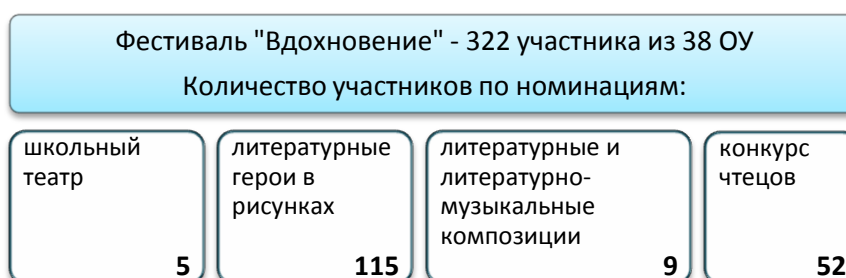 Фестиваль "Вдохновение" - 322 участника из 38 ОУ
Количество участников по номинациям:
школьный
театр
5
литературные
герои в
рисунках
115
литературные и
литературно-
музыкальные
композиции
9
конкурс
чтецов
52